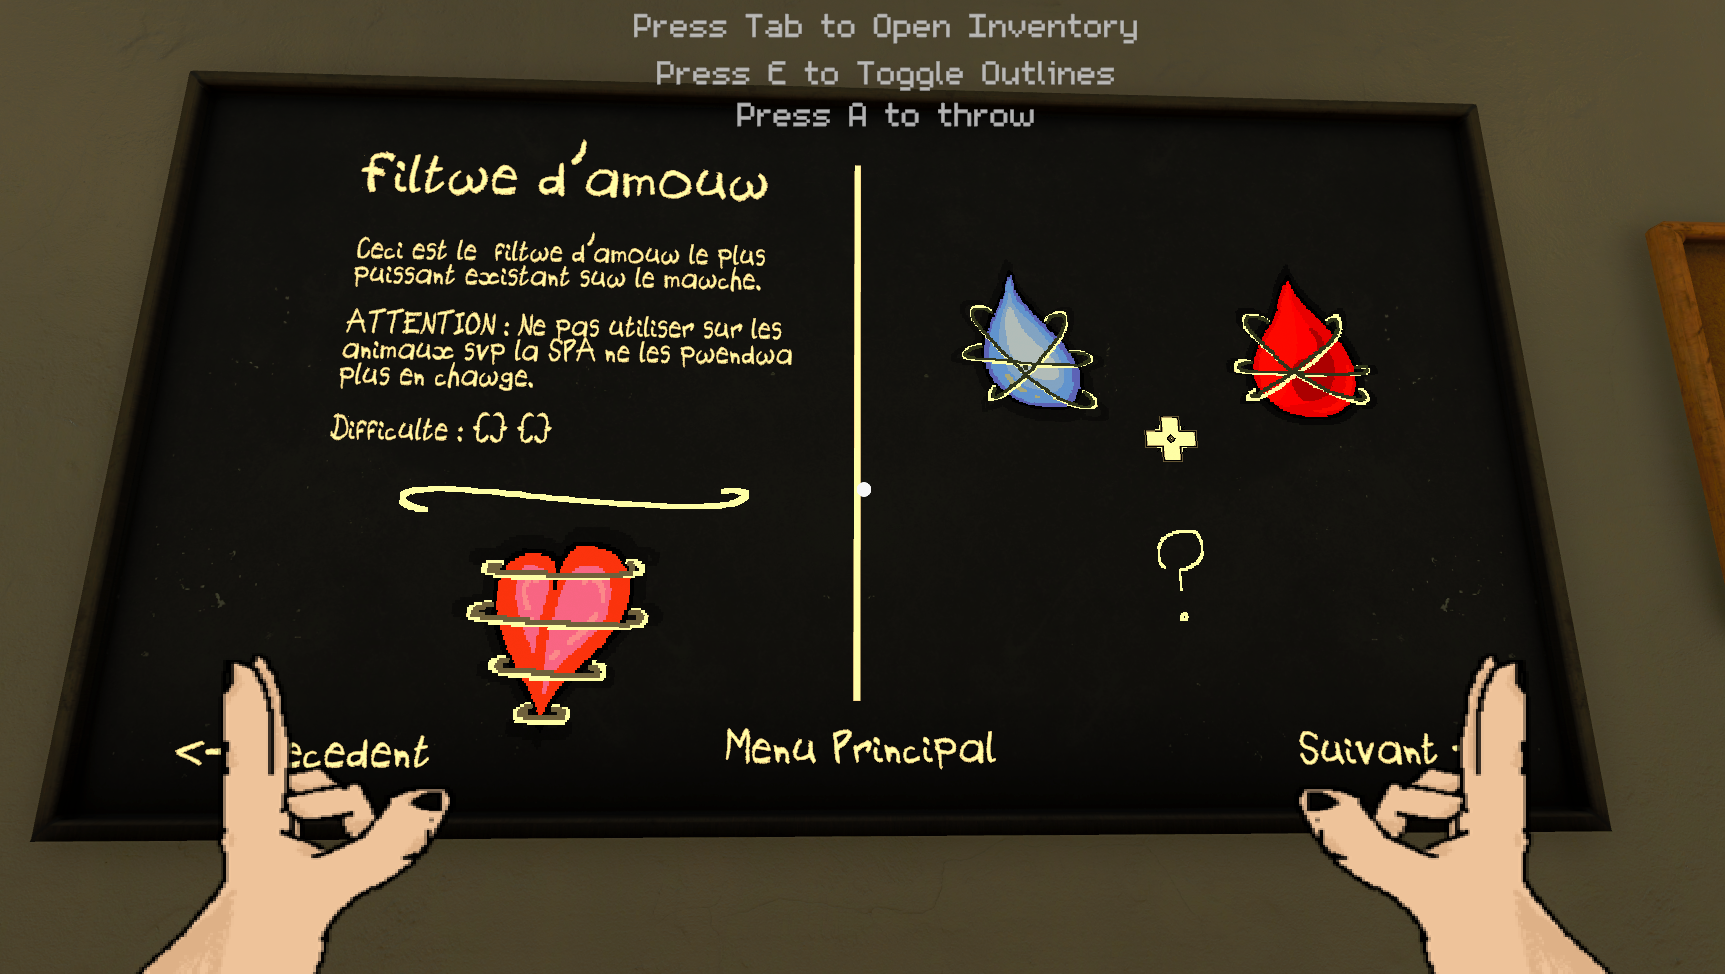 Press Tab to Open Inventory
Press E to Toggle Outlines
Press A to throw
filtwe d'amouw
Ceci est le filtwe d'amouw le plus
puissant existant suw le mawche.
ATTENTION : Ne pas utiliser sur les
animaux svp la SPA ne les pwendwa
plus en chawge.
Difficulte : {} {}
?
<- ecedent
Menu Principal
Suivant